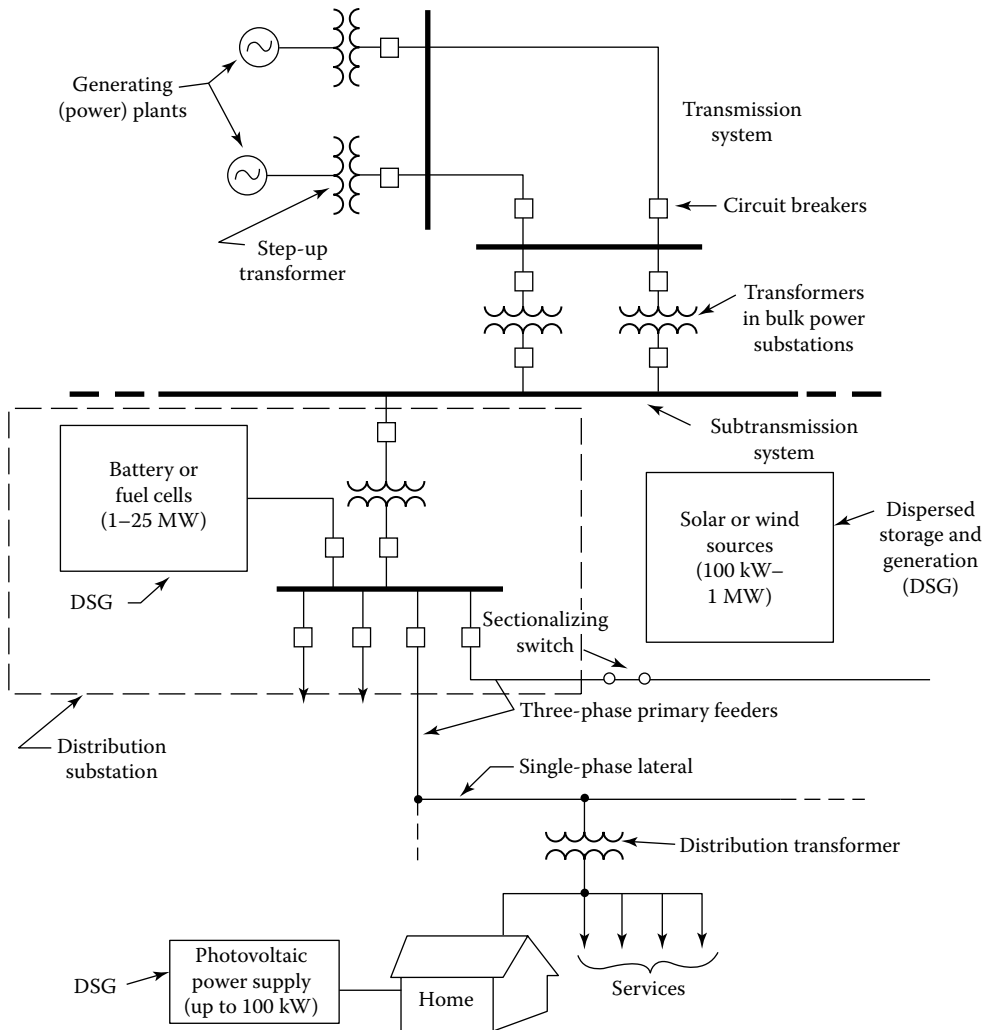 Generating
(power) plants
Transmission
system
Circuit breakers
Step-up
transformer
Transformers
in bulk power
substations
Subtransmission
system
Battery or
fuel cells
(1–25 MW)
DSG
Solar or wind
sources
(100 kW–
1 MW)
Dispersed
storage and
generation
(DSG)
Sectionalizing
switch
Three-phase primary feeders
Distribution
substation
Single-phase lateral
Distribution transformer
Services
Home
Photovoltaic
power supply
(up to 100 kW)
DSG